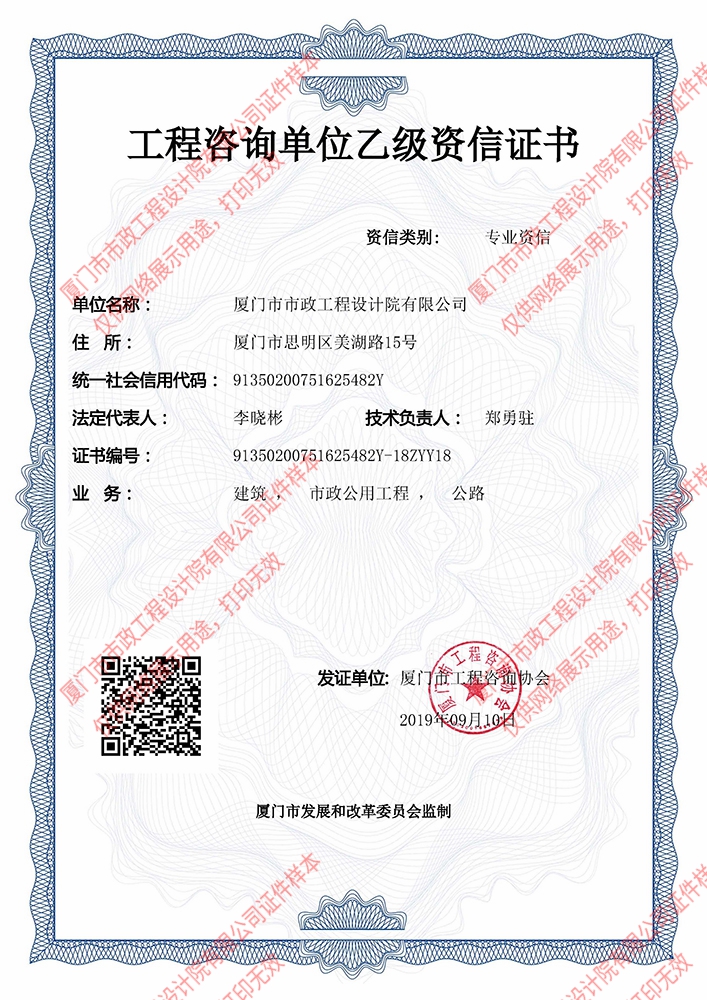 工程咨询单位乙级资信证书
资信类别： 专业资信
单位名称： 厦门市市政工程设计院有限公司
住 所： 厦门市思明区美湖路15号
统一社会信用代码： 91350200751625482Y
法定代表人： 李晓彬 技术负责人： 郑勇驻
证书编号： 91350200751625482Y-18ZYY18
业 务： 建筑 ， 市政公用工程 ， 公路
发证单位: 厦门市工程咨询协会
2019年09月10日
厦门市工程咨询协会
厦门市发展和改革委员会监制
厦门市市政工程设计院有限公司证件样本
仅供网络展示用途，打印无效
厦门市市政工程设计院有限公司证件样本
仅供网络展示用途，打印无效
厦门市市政工程设计院有限公司证件样本
仅供网络展示用途，打印无效
厦门市市政工程设计院有限公司证件样本
仅供网络展示用途，打印无效